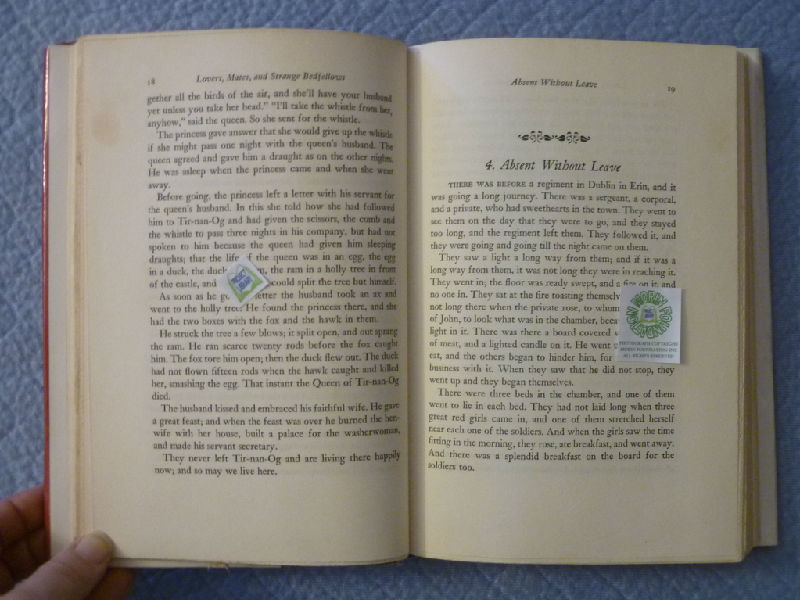 18 Lovers, Mates, and Strange Bedfellows
gether all the birds of the air, and she'll have your husband
yet unless you take her head." "I'll take the whistle from her,
anyhow," said the queen. So she sent for the whistle.
The princess gave answer that she would give up the whistle
if she might pass one night with the queen's husband. The
queen agreed and gave him a draught as on the other nights.
He was asleep when the princess came and when she went
away.
Before going, the princess left a letter with his servant for
the queen's husband. In this she told how she had followed
him to Tir-nan-Og and had given the scissors, the comb and
the whistle to pass three nights in his company, but had not
spoken to him because the queen had given him sleeping
draughts; that the life of the queen was in an egg, the egg
in a duck, the duck the ram in a holly tree in front
of the castle, and could split the tree but himself.
As soon as he letter the husband took an ax and
went to the holly tree. He found the princess there, and she
had the two boxes with the fox and the hawk in them.
He struck the tree a few blows; it split open, and out sprang
the ram. He ran scarce twenty rods before the fox caught
him. The fox tore him open; then the duck flew out. The duck
had not flown fifteen rods when the hawk caught and killed
her, smashing the egg. That instant the Queen of Tir-nan-Og
died.
The husband kissed and embraced his faithful wife. He gave
a great feast; and when the feast was over he burned the hen-
wife with her house, built a palace for the washerwoman,
and made his servant secretary.
They never left Tir-nan-Og and are living there happily
now; and so may we live here.
Absent Without Leave 19
4. Absent Without Leave
THERE WAS BEFORE a regiment in Dublin in Erin, and it
was going a long journey. There was a sergeant, a corporal,
and a private, who had sweethearts in the town. They went to
see them on the day that they were to go, and they stayed
too long, and the regiment left them. They followed it, and
they were going and going till the night came on them.
They saw a light a long way from them; and if it was a
long way from them, it was not long they were in reaching it.
They went in; the floor was ready swept, and a fire on it, and
no one in. They sat at the fire toasting themselv
not long there when the private rose, to whom
of John, to look what was in the chamber, beca
light in it. There was there a board covered
of meat, and a lighted candle on it. He went
eat, and the others began to hinder him, for
business with it. When they saw that he did not stop, they
went up and they began themselves.
There were three beds in the chamber, and one of them
went to lie in each bed. They had not laid long when three
great red girls came in, and one of them stretched herself
near each one of the soldiers. And when the girls saw the time
fitting in the morning, they rose, ate breakfast, and went away.
And there was a splendid breakfast on the board for the
soldiers too.
PHOTOGRAPH COPYRIGHT
ALL RIGHTS RESERVED